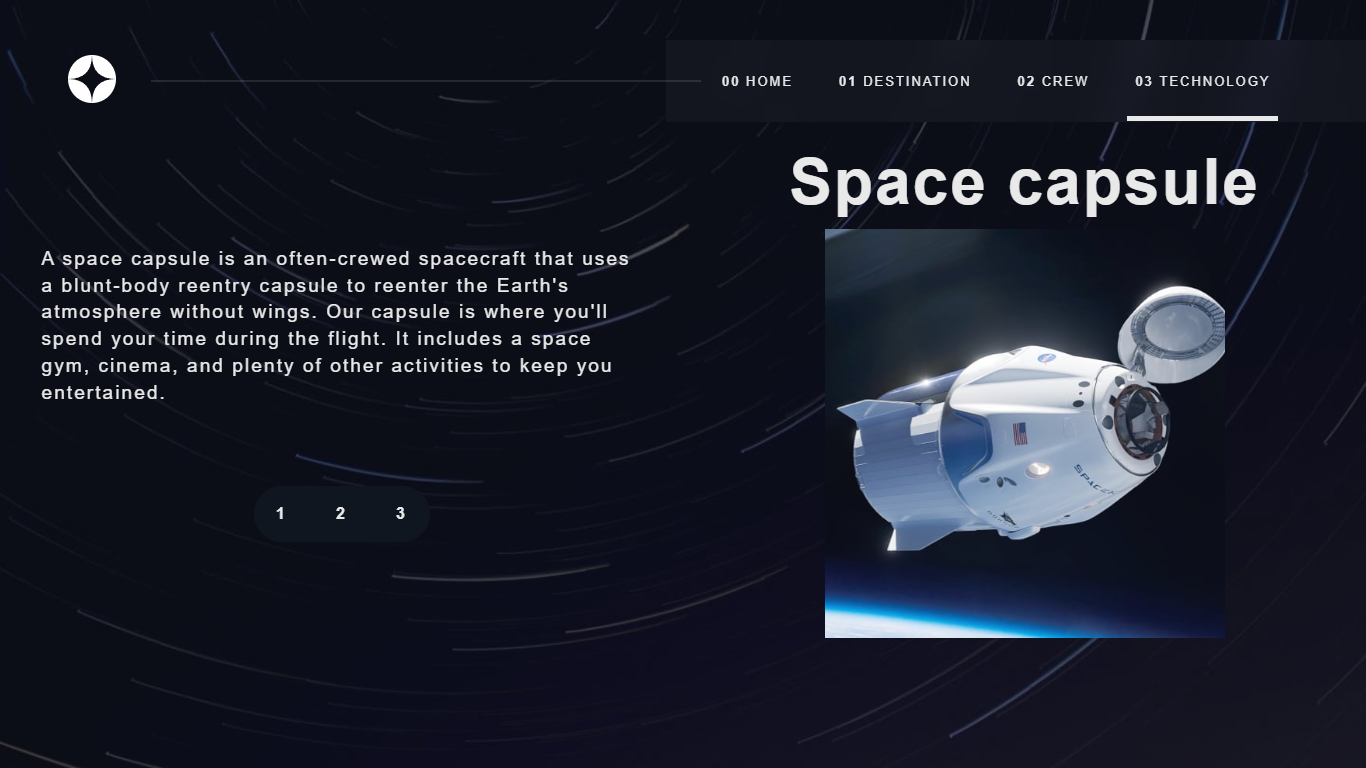 00 HOME 01 DESTINATION 02 CREW 03 TECHNOLOGY
Space capsule
A space capsule is an often-crewed spacecraft that uses
a blunt-body reentry capsule to reenter the Earth's
atmosphere without wings. Our capsule is where you'll
spend your time during the flight. It includes a space
gym, cinema, and plenty of other activities to keep you
entertained.
1 2 3